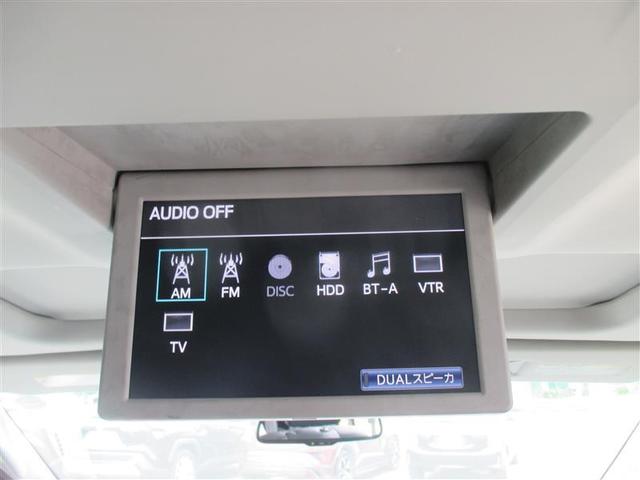 AUDIO OFF
AM FM DISC HDD BT-A VTR
TV
DUALスピーカ